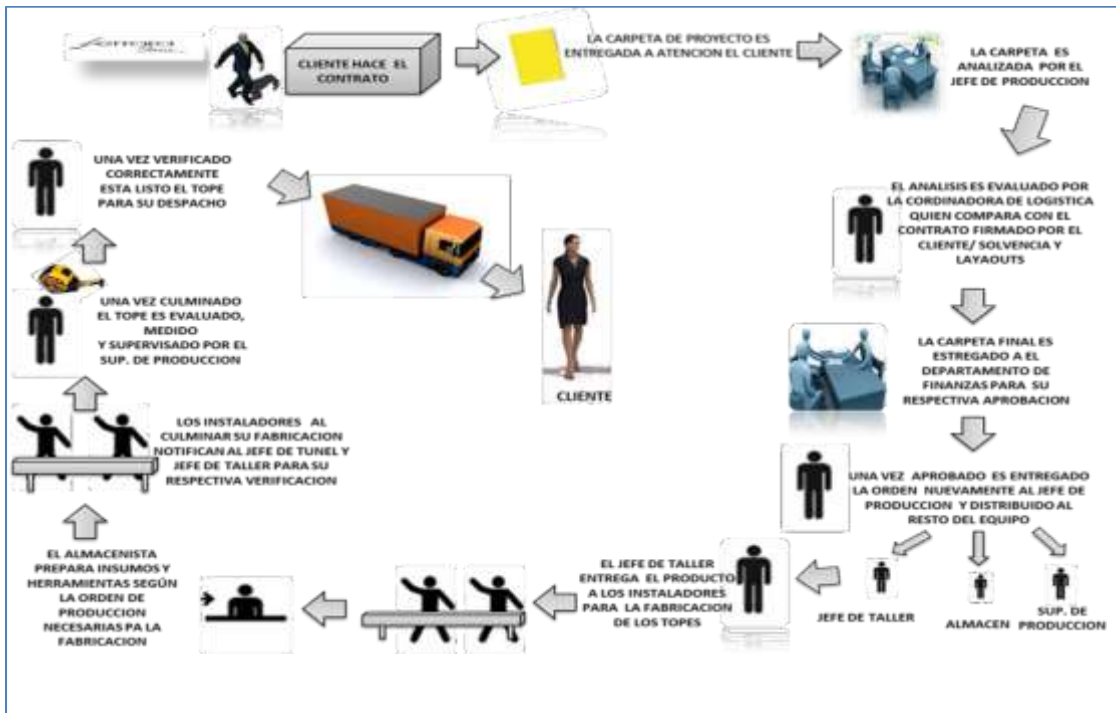 CLIENTE HACE EL
CONTRATO
LA CARPETA DE PROYECTO ES
ENTREGADA A ATENCION EL CLIENTE
LA CARPETA ES
ANALIZADA POR EL
JEFE DE PRODUCCION
EL ANALISIS ES EVALUADO POR
LA CORDINADORA DE LOGISTICA
QUIEN COMPARA CON EL
CONTRATO FIRMADO POR EL
CLIENTE/ SOLVENCIA Y
LAYAOUTS
LA CARPETA FINAL ES
ESTREGADO A EL
DEPARTAMENTO DE
FINANZAS PARA SU
RESPECTIVA APROBACION
UNA VEZ APROBADO ES ENTREGADO
LA ORDEN NUEVAMENTE AL JEFE DE
PRODUCCION Y DISTRIBUIDO AL
RESTO DEL EQUIPO
JEFE DE TALLER
ALMACEN
SUP. DE
PRODUCCION
EL JEFE DE TALLER
ENTREGA EL PRODUCTO
A LOS INSTALADORES
PARA LA FABRICACION
DE LOS TOPES
EL ALMACENISTA
PREPARA INSUMOS Y
HERRAMIENTAS SEGÚN
LA ORDEN DE
PRODUCCION
NECESARIAS PA LA
FABRICACION
LOS INSTALADORES AL
CULMINAR SU FABRICACION
NOTIFICAN AL JEFE DE TUNEL Y
JEFE DE TALLER PARA SU
RESPECTIVA VERIFICACION
UNA VEZ CULMINADO
EL TOPE ES EVALUADO,
MEDIDO
Y SUPERVISADO POR EL
SUP. DE PRODUCCION
UNA VEZ VERIFICADO
CORRECTAMENTE
ESTA LISTO EL TOPE
PARA SU DESPACHO
CLIENTE